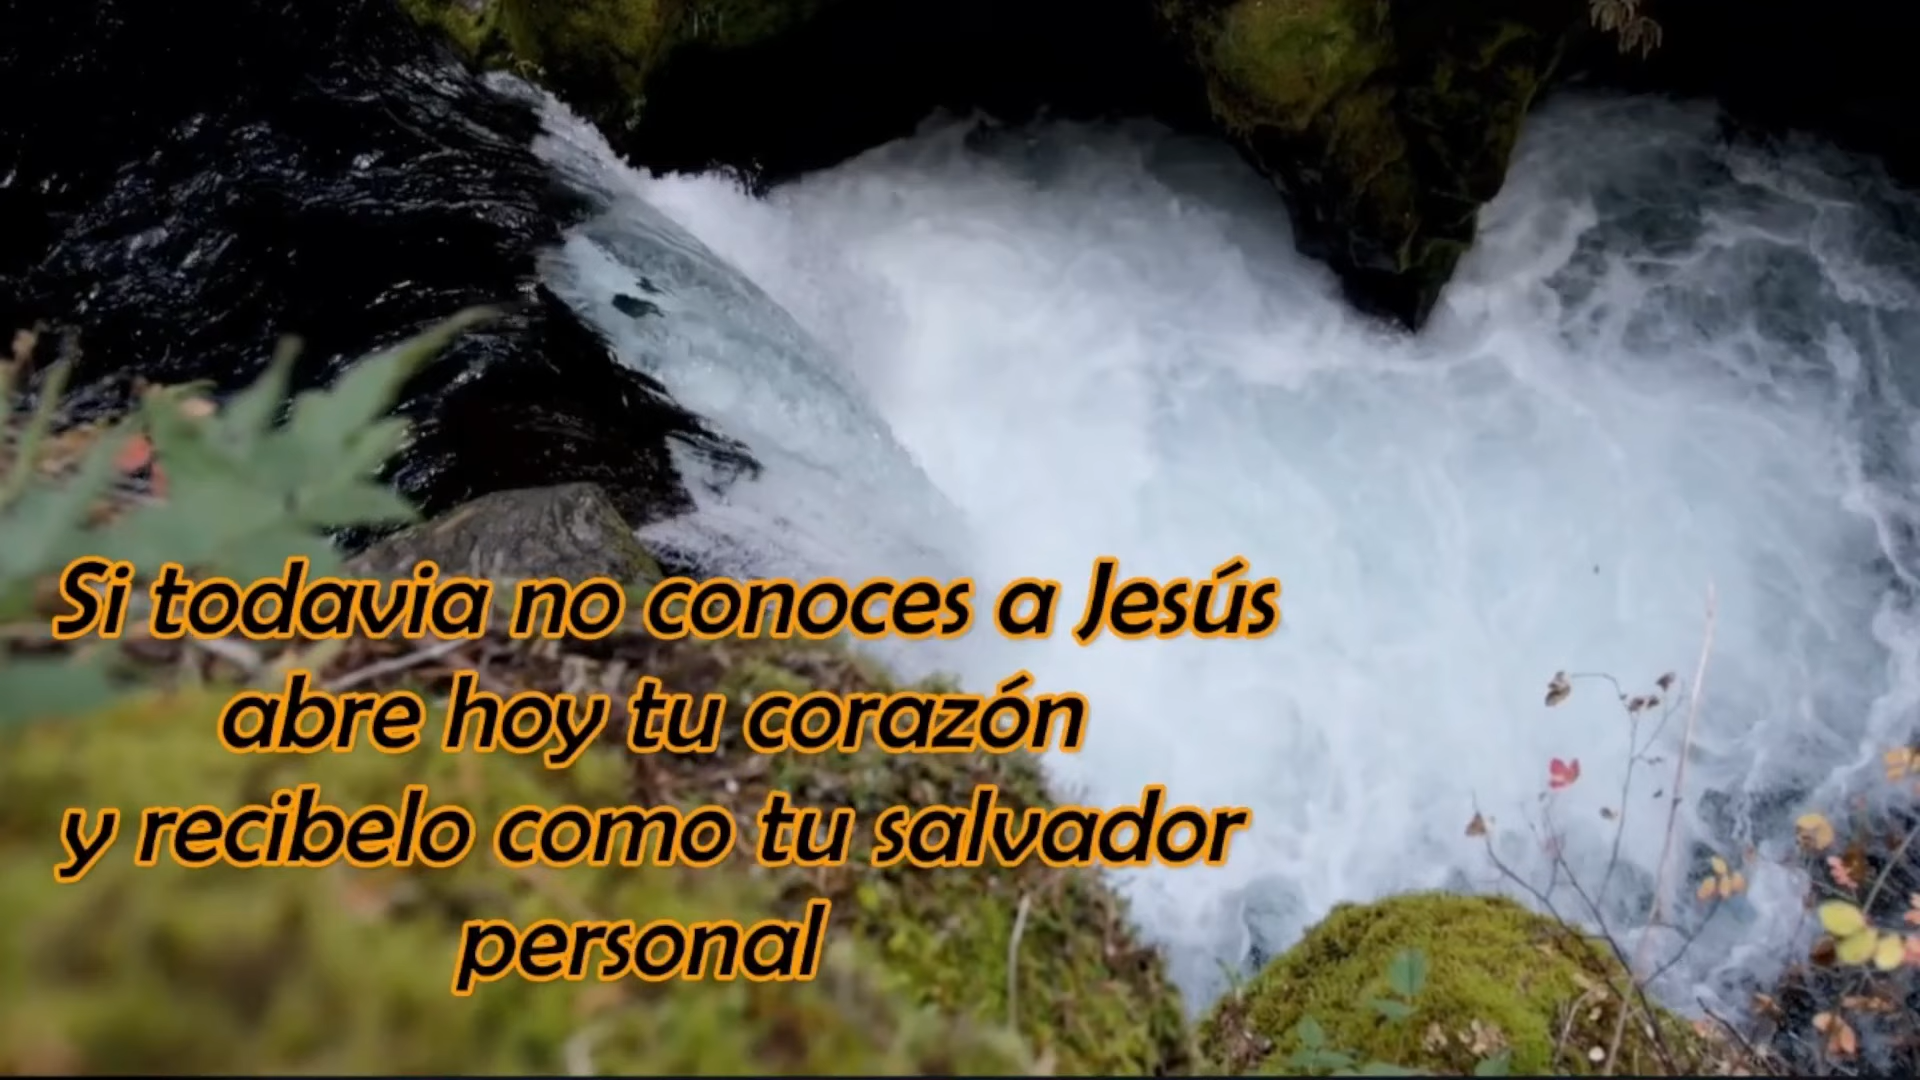 Si todavia no conoces a Jesús
abre hoy tu corazón
y recibelo como tu salvador
personal